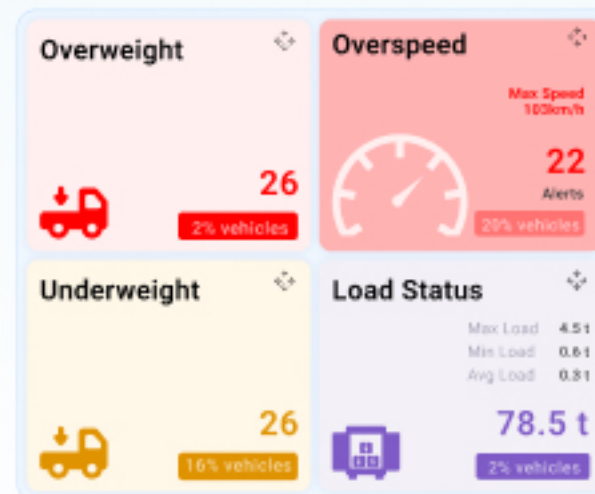 Overweight
26
2% vehicles
Overspeed
Max Speed
103km/h
22
Alerts
20% vehicles
Underweight
26
16% vehicles
Load Status
Max Load 4.5 t
Min Load 0.6 t
Avg Load 0.3 t
78.5 t
2% vehicles